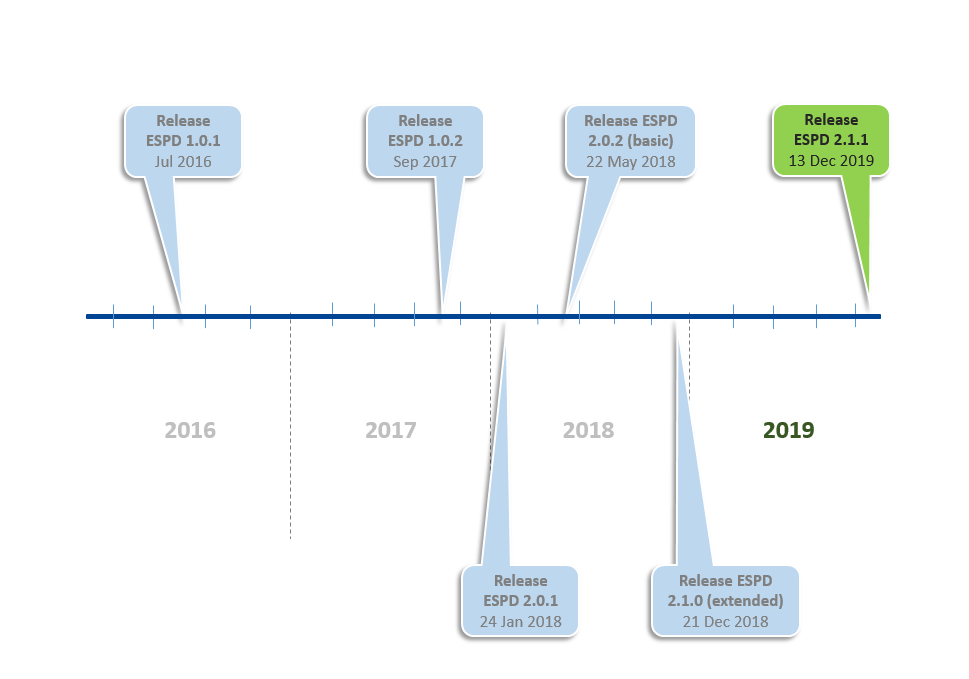 Release
ESPD 1.0.1
Jul 2016
Release
ESPD 1.0.2
Sep 2017
Release ESPD
2.0.2 (basic)
22 May 2018
Release
ESPD 2.1.1
13 Dec 2019
2016
2017
2018
2019
Release
ESPD 2.0.1
24 Jan 2018
Release ESPD
2.1.0 (extended)
21 Dec 2018